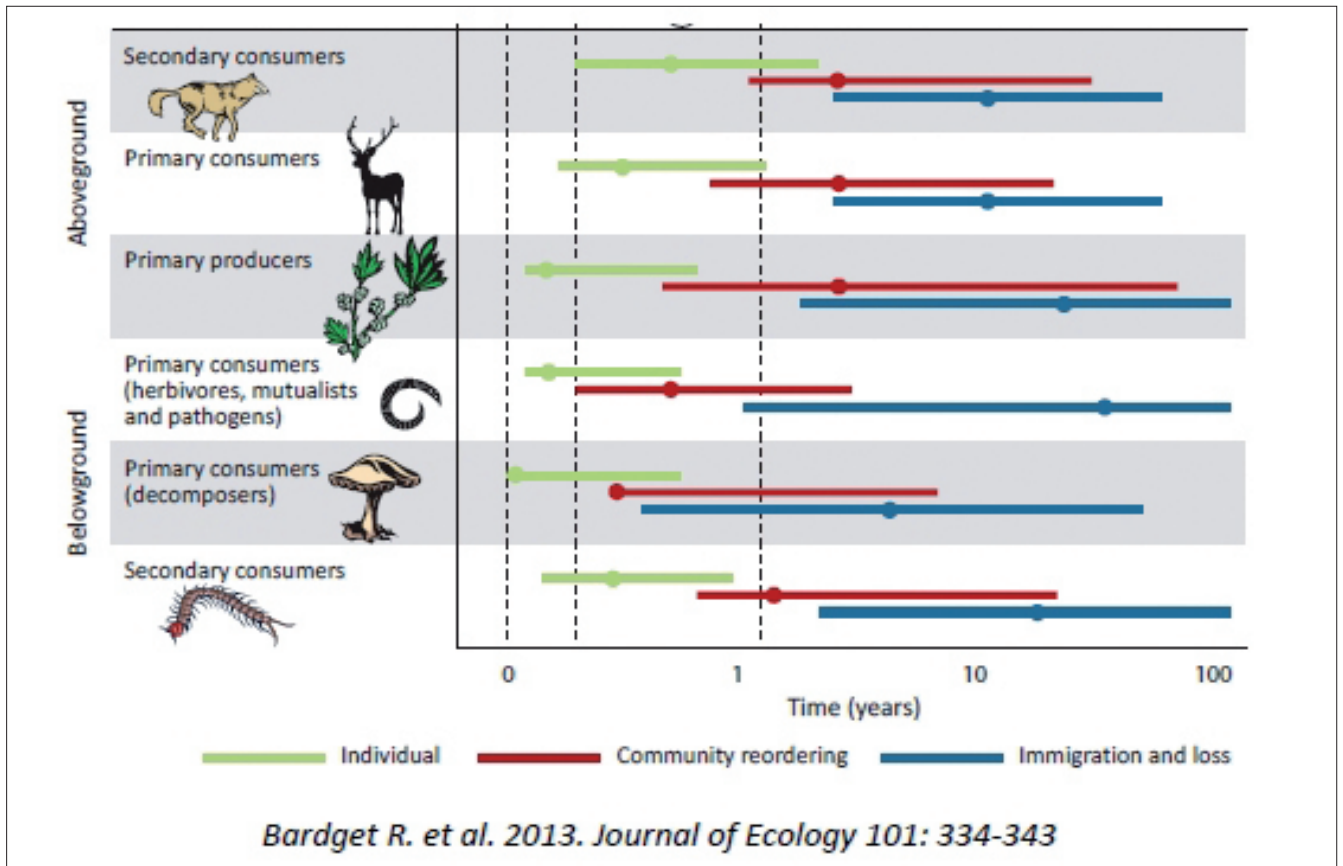 Aboveground
Secondary consumers
Primary consumers
Primary producers
Belowground
Primary consumers
(herbivores, mutualists
and pathogens)
Primary consumers
(decomposers)
Secondary consumers
0 1 10 100
Time (years)
Individual Community reordering Immigration and loss
Bardget R. et al. 2013. Journal of Ecology 101: 334-343